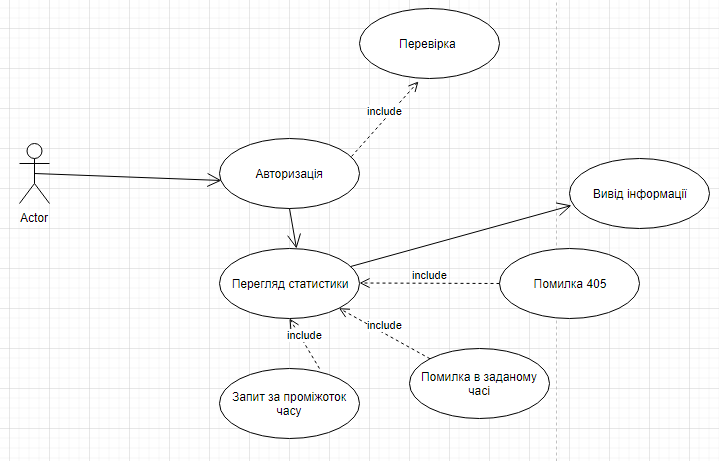 Перевірка
include
Авторизація
Actor
Вивід інформації
Перегляд статистики
include
Помилка 405
include
include
Помилка в заданому
часі
Запит за проміжоток
часу